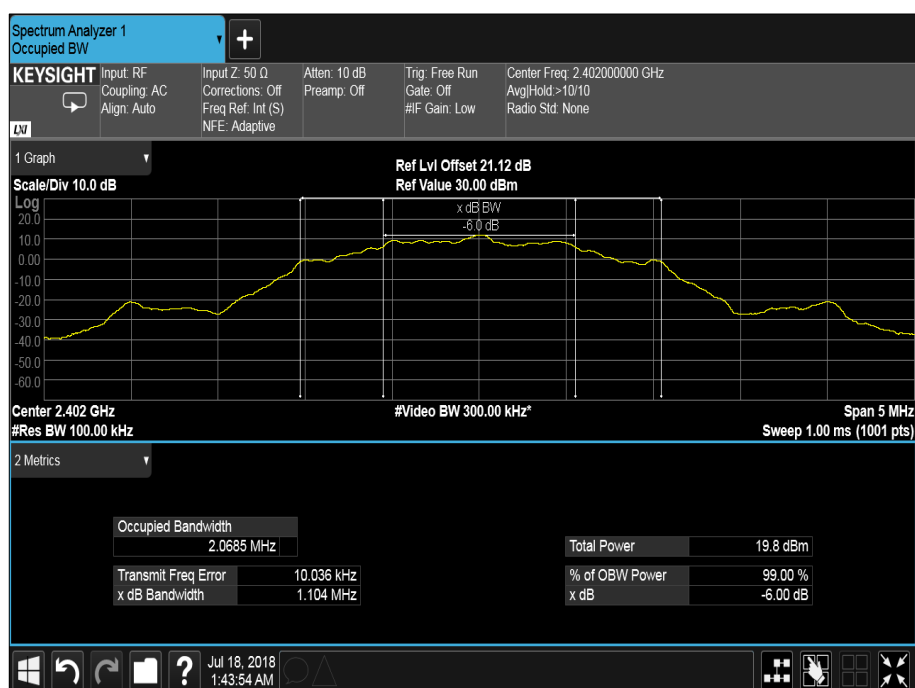 Spectrum Analyzer 1
Occupied BW
+
KEYSIGHT
LXI
Input: RF
Coupling: AC
Align: Auto
Input Z: 50 Ω
Corrections: Off
Freq Ref: Int (S)
NFE: Adaptive
Atten: 10 dB
Preamp: Off
Trig: Free Run
Gate: Off
#IF Gain: Low
Center Freq: 2.402000000 GHz
Avg|Hold:>10/10
Radio Std: None
1 Graph
Ref Lvl Offset 21.12 dB
Scale/Div 10.0 dB
Ref Value 30.00 dBm
Log
x dB BW
-6.0 dB
20.0
10.0
0.00
-10.0
-20.0
-30.0
-40.0
-50.0
-60.0
Center 2.402 GHz
#Video BW 300.00 kHz*
Span 5 MHz
#Res BW 100.00 kHz
Sweep 1.00 ms (1001 pts)
2 Metrics
Occupied Bandwidth
2.0685 MHz
Total Power 19.8 dBm
Transmit Freq Error 10.036 kHz
% of OBW Power 99.00 %
x dB Bandwidth 1.104 MHz
x dB -6.00 dB
?
Jul 18, 2018
1:43:54 AM